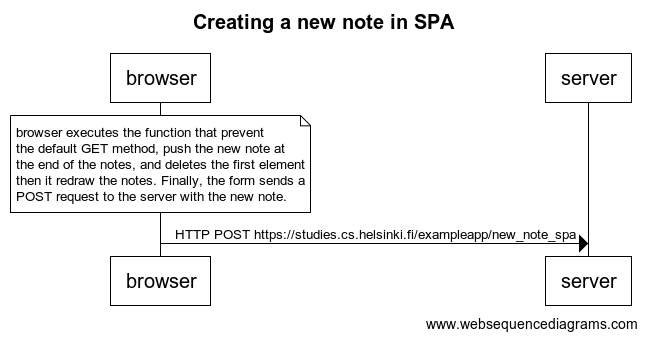 Creating a new note in SPA
browser
server
browser executes the function that prevent
the default GET method, push the new note at
the end of the notes, and deletes the first element
then it redraw the notes. Finally, the form sends a
POST request to the server with the new note.
HTTP POST https://studies.cs.helsinki.fi/exampleapp/new_note_spa
browser
server
www.websequencediagrams.com